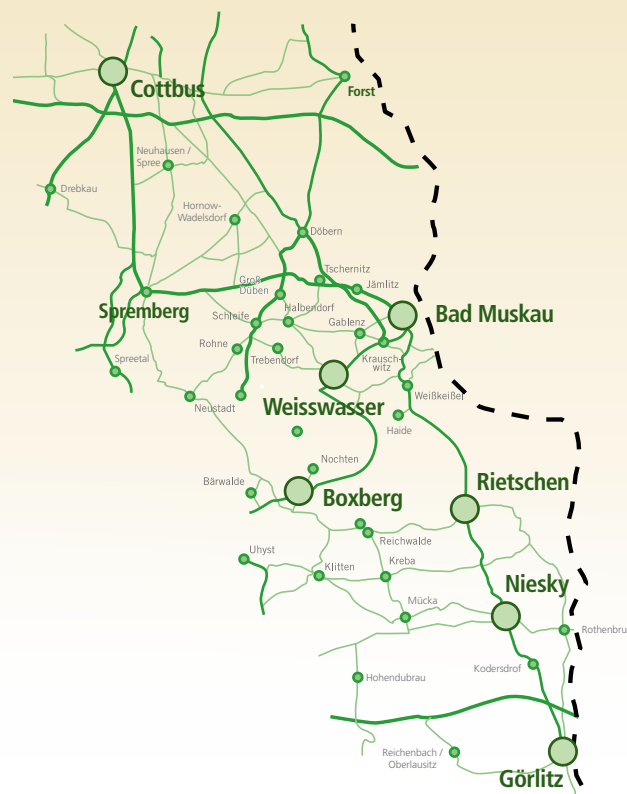 Cottbus
Forst
Neuhausen /
Spree
Drebkau
Hornow-
Wadelsdorf
Döbern
Tschernitz
Groß
Düben
Jämlitz
Spremberg
Halbendorf
Bad Muskau
Schleife
Gablenz
Rohne
Trebendorf
Krausch-
witz
Spreetal
Weißkeißel
Neustadt
Weisswasser
Haide
Nochten
Bärwalde
Boxberg
Rietschen
Reichwalde
Uhyst
Klitten
Kreba
Niesky
Mücka
Rothenbru
Kodersdrof
Hohendubrau
Reichenbach /
Oberlausitz
Görlitz